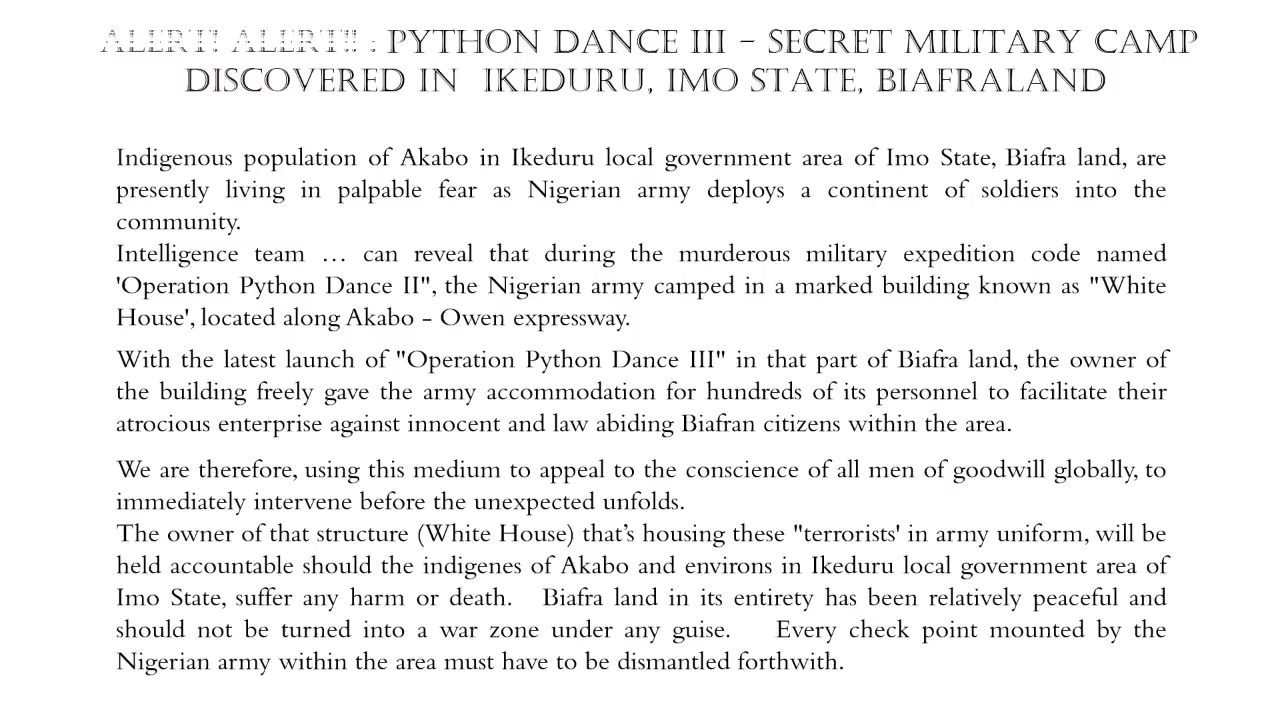 ALERT! ALERT!! : PYTHON DANCE III – SECRET MILITARY CAMP
DISCOVERED IN IKEDURU, IMO STATE, BIAFRALAND
Indigenous population of Akabo in Ikeduru local government area of Imo State, Biafra land, are
presently living in palpable fear as Nigerian army deploys a continent of soldiers into the
community.
Intelligence team … can reveal that during the murderous military expedition code named
'Operation Python Dance II", the Nigerian army camped in a marked building known as "White
House', located along Akabo - Owen expressway.
With the latest launch of "Operation Python Dance III" in that part of Biafra land, the owner of
the building freely gave the army accommodation for hundreds of its personnel to facilitate their
atrocious enterprise against innocent and law abiding Biafran citizens within the area.
We are therefore, using this medium to appeal to the conscience of all men of goodwill globally, to
immediately intervene before the unexpected unfolds.
The owner of that structure (White House) that’s housing these "terrorists' in army uniform, will be
held accountable should the indigenes of Akabo and environs in Ikeduru local government area of
Imo State, suffer any harm or death. Biafra land in its entirety has been relatively peaceful and
should not be turned into a war zone under any guise. Every check point mounted by the
Nigerian army within the area must have to be dismantled forthwith.